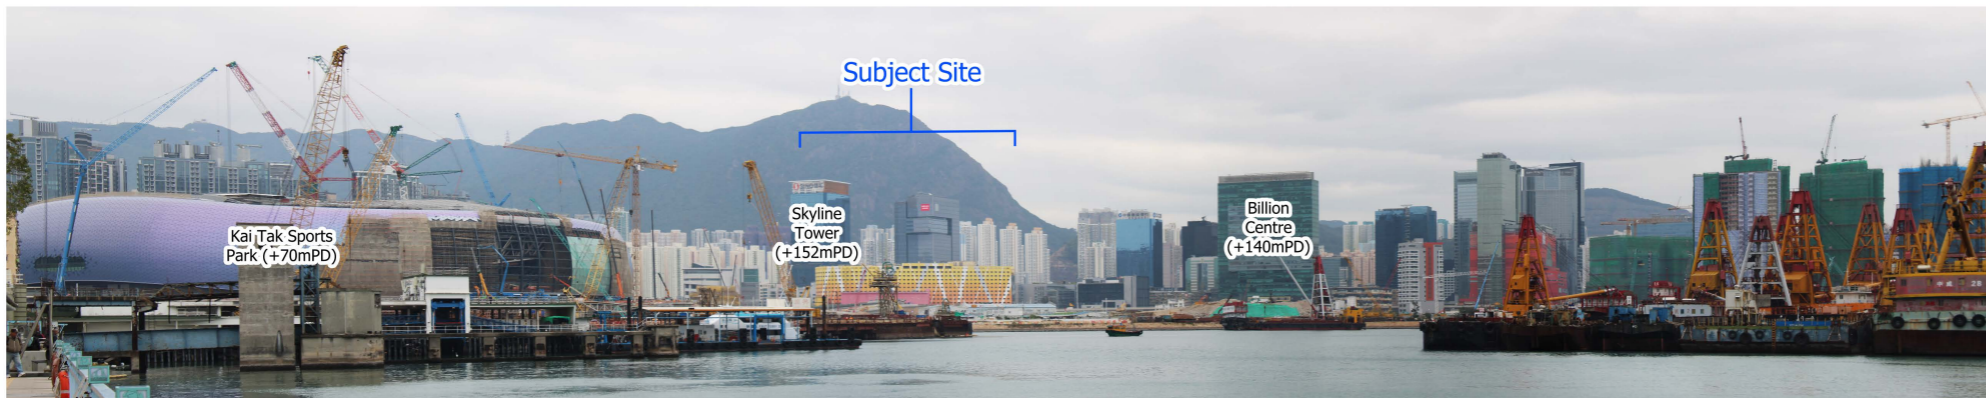 Subject Site
Kai Tak Sports
Park (+70mPD)
Skyline
Tower
(+152mPD)
Billion
Centre
(+140mPD)